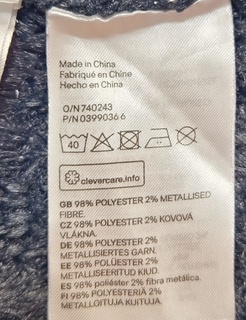 Made in China
Fabriqué en Chine
Hecho en China
O/N 740243
P/N 039903666
40
clevercare.info
GB 98% POLYESTER 2% METALLISED
FIBRE.
CZ 98% POLYESTER 2% KOVOVÁ
VLÁKNA.
DE 98% POLYESTER 2%
METALLISIERTES GARN.
EE 98% POLÜESTER 2%
METALLISEERITUD KIUD.
ES 98% poliéster 2% fibra metálica.
FI 98% POLYESTERIÄ 2%
METALLOITUJA KUITUJA.